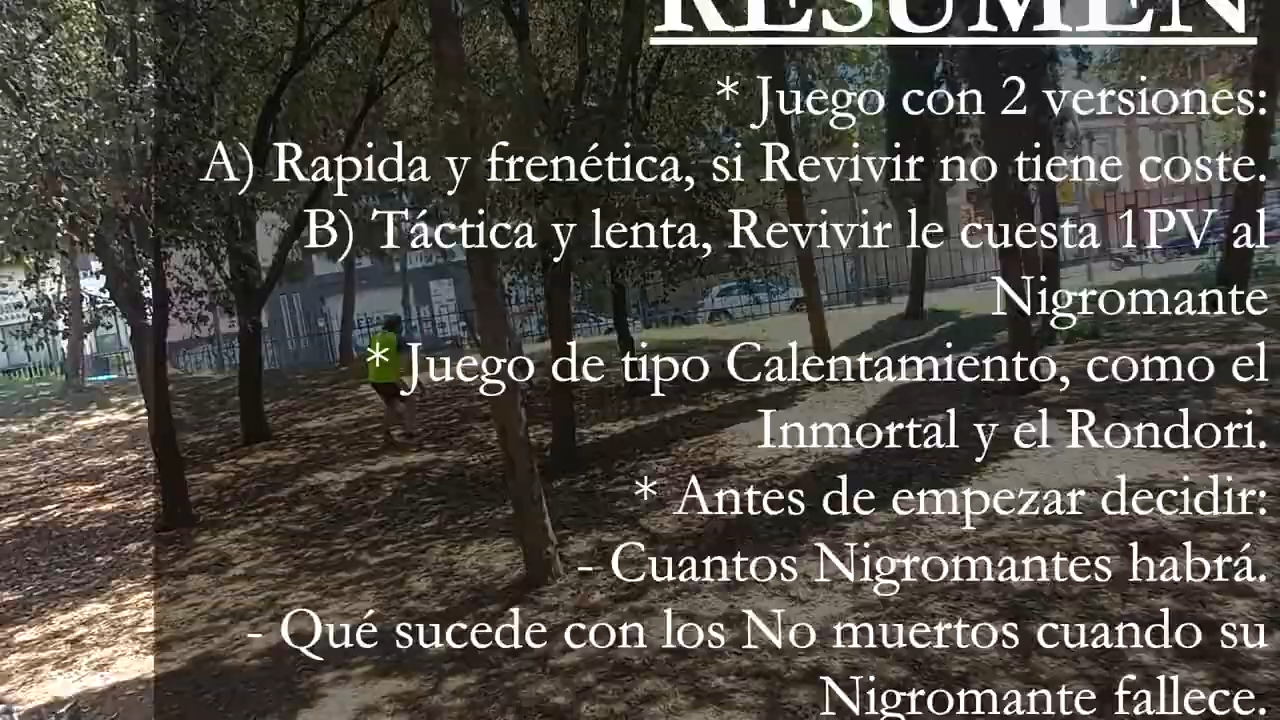 RESUMEN
* Juego con 2 versiones:
A) Rapida y frenética, si Revivir no tiene coste.
B) Táctica y lenta, Revivir le cuesta 1PV al
Nigromante
* Juego de tipo Calentamiento, como el
Inmortal y el Rondori.
* Antes de empezar decidir:
- Cuantos Nigromantes habrá.
- Qué sucede con los No muertos cuando su
Nigromante fallece.